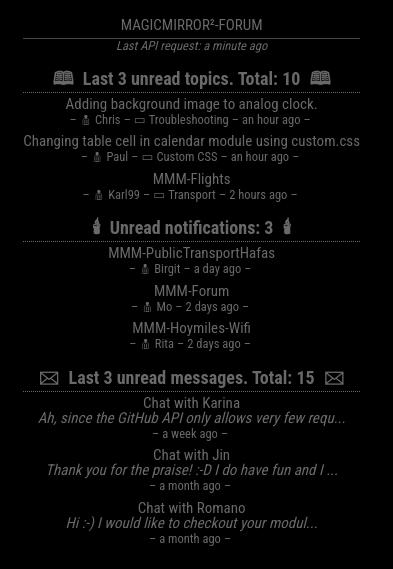 MAGICMIRROR²-FORUM
Last API request: a minute ago
Last 3 unread topics. Total: 10
Adding background image to analog clock.
– Chris – Troubleshooting – an hour ago –
Changing table cell in calendar module using custom.css
– Paul – Custom CSS – an hour ago –
MMM-Flights
– Karl99 – Transport – 2 hours ago –
Unread notifications: 3
MMM-PublicTransportHafas
– Birgit – a day ago –
MMM-Forum
– Mo – 2 days ago –
MMM-Hoymiles-Wifi
– Rita – 2 days ago –
Last 3 unread messages. Total: 15
Chat with Karina
Ah, since the GitHub API only allows very few requ...
– a week ago –
Chat with Jin
Thank you for the praise! :-D I do have fun and I ...
– a month ago –
Chat with Romano
Hi :-) I would like to checkout your modul...
– a month ago –